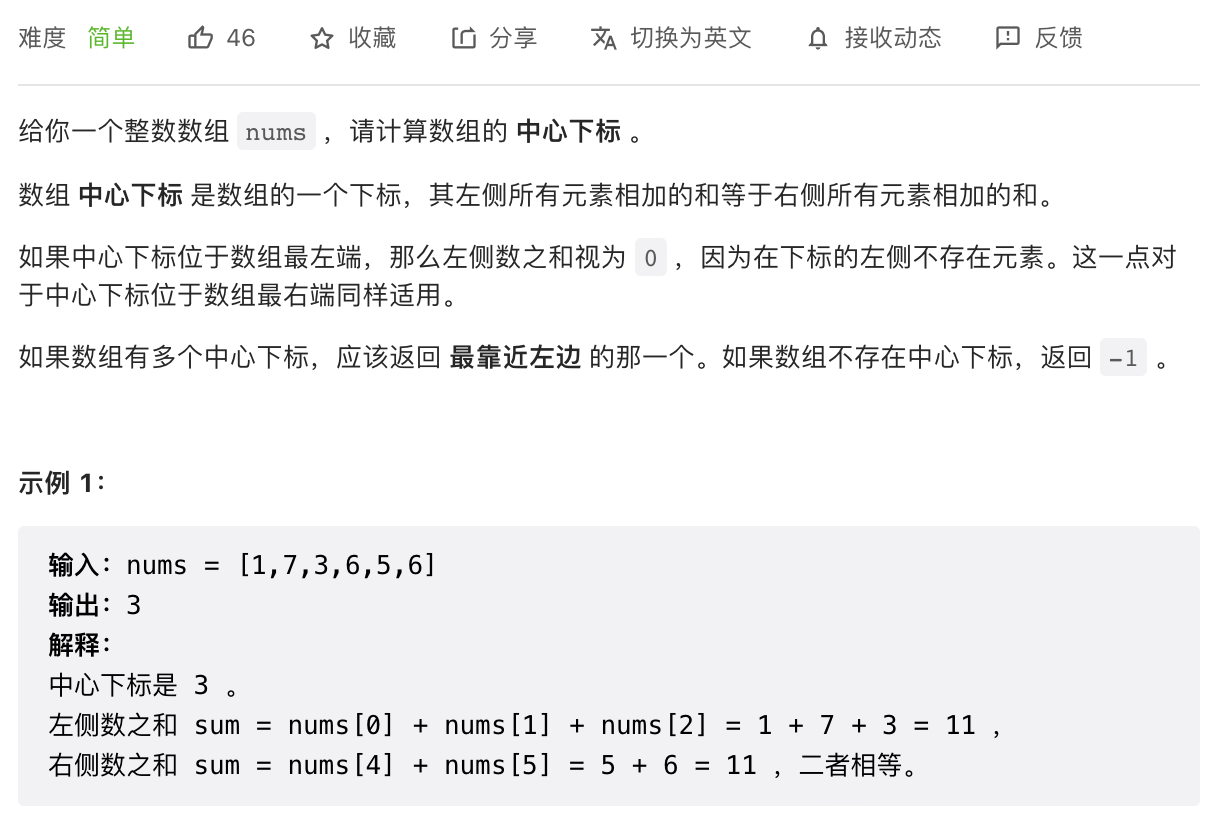 难度 简单 46 收藏 分享 切换为英文 接收动态 反馈
给你一个整数数组 nums ，请计算数组的 中心下标 。
数组 中心下标 是数组的一个下标，其左侧所有元素相加的和等于右侧所有元素相加的和。
如果中心下标位于数组最左端，那么左侧数之和视为 0 ，因为在下标的左侧不存在元素。这一点对
于中心下标位于数组最右端同样适用。
如果数组有多个中心下标，应该返回 最靠近左边 的那一个。如果数组不存在中心下标，返回 -1 。
示例 1：
输入：nums = [1,7,3,6,5,6]
输出：3
解释：
中心下标是 3 。
左侧数之和 sum = nums[0] + nums[1] + nums[2] = 1 + 7 + 3 = 11 ，
右侧数之和 sum = nums[4] + nums[5] = 5 + 6 = 11 ，二者相等。